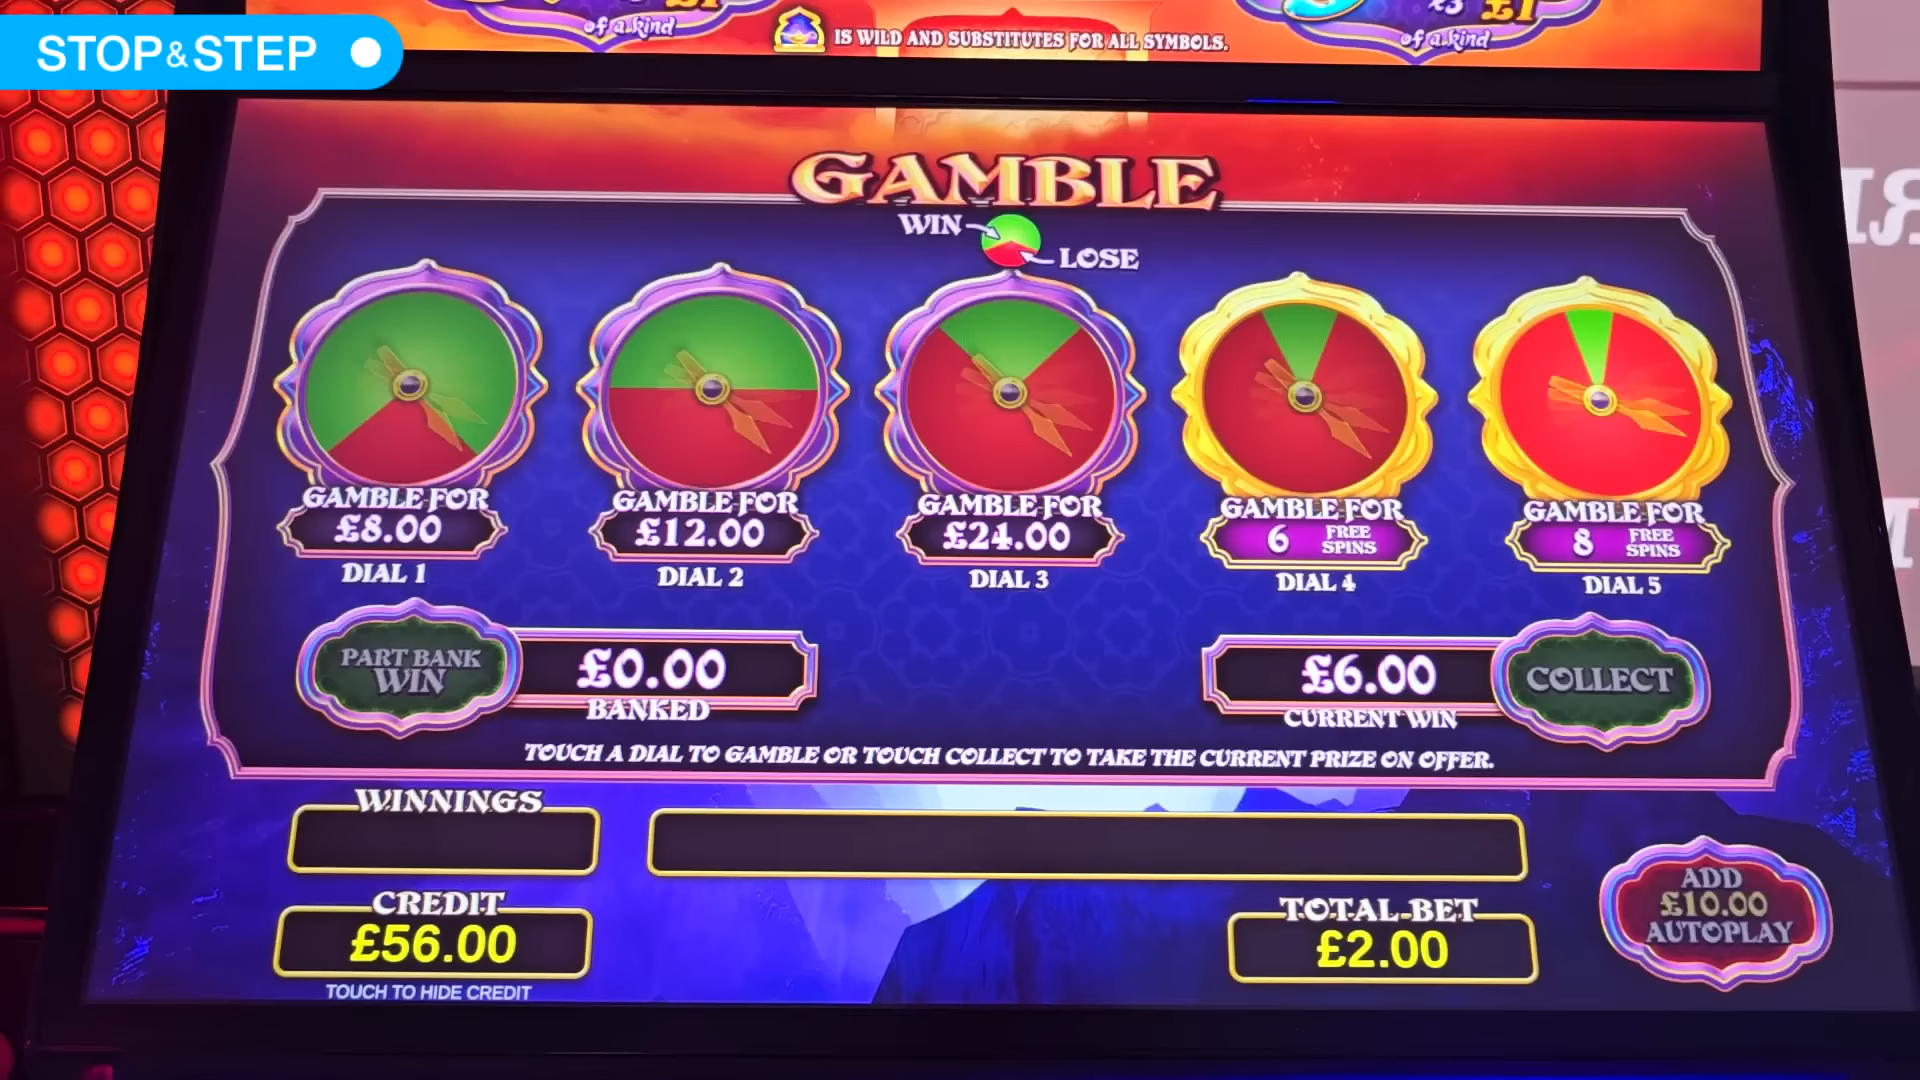 STOP&STEP
of a kind
IS WILD AND SUBSTITUTES FOR ALL SYMBOLS.
£3 £1
of a kind
GAMBLE
WIN
LOSE
GAMBLE FOR
£8.00
DIAL 1
GAMBLE FOR
£12.00
DIAL 2
GAMBLE FOR
£24.00
DIAL 3
GAMBLE FOR
6 FREE SPINS
DIAL 4
GAMBLE FOR
8 FREE SPINS
DIAL 5
PART BANK
WIN
£0.00
BANKED
£6.00
CURRENT WIN
COLLECT
TOUCH A DIAL TO GAMBLE OR TOUCH COLLECT TO TAKE THE CURRENT PRIZE ON OFFER.
WINNINGS
CREDIT
£56.00
TOUCH TO HIDE CREDIT
TOTAL BET
£2.00
ADD
£10.00
AUTOPLAY